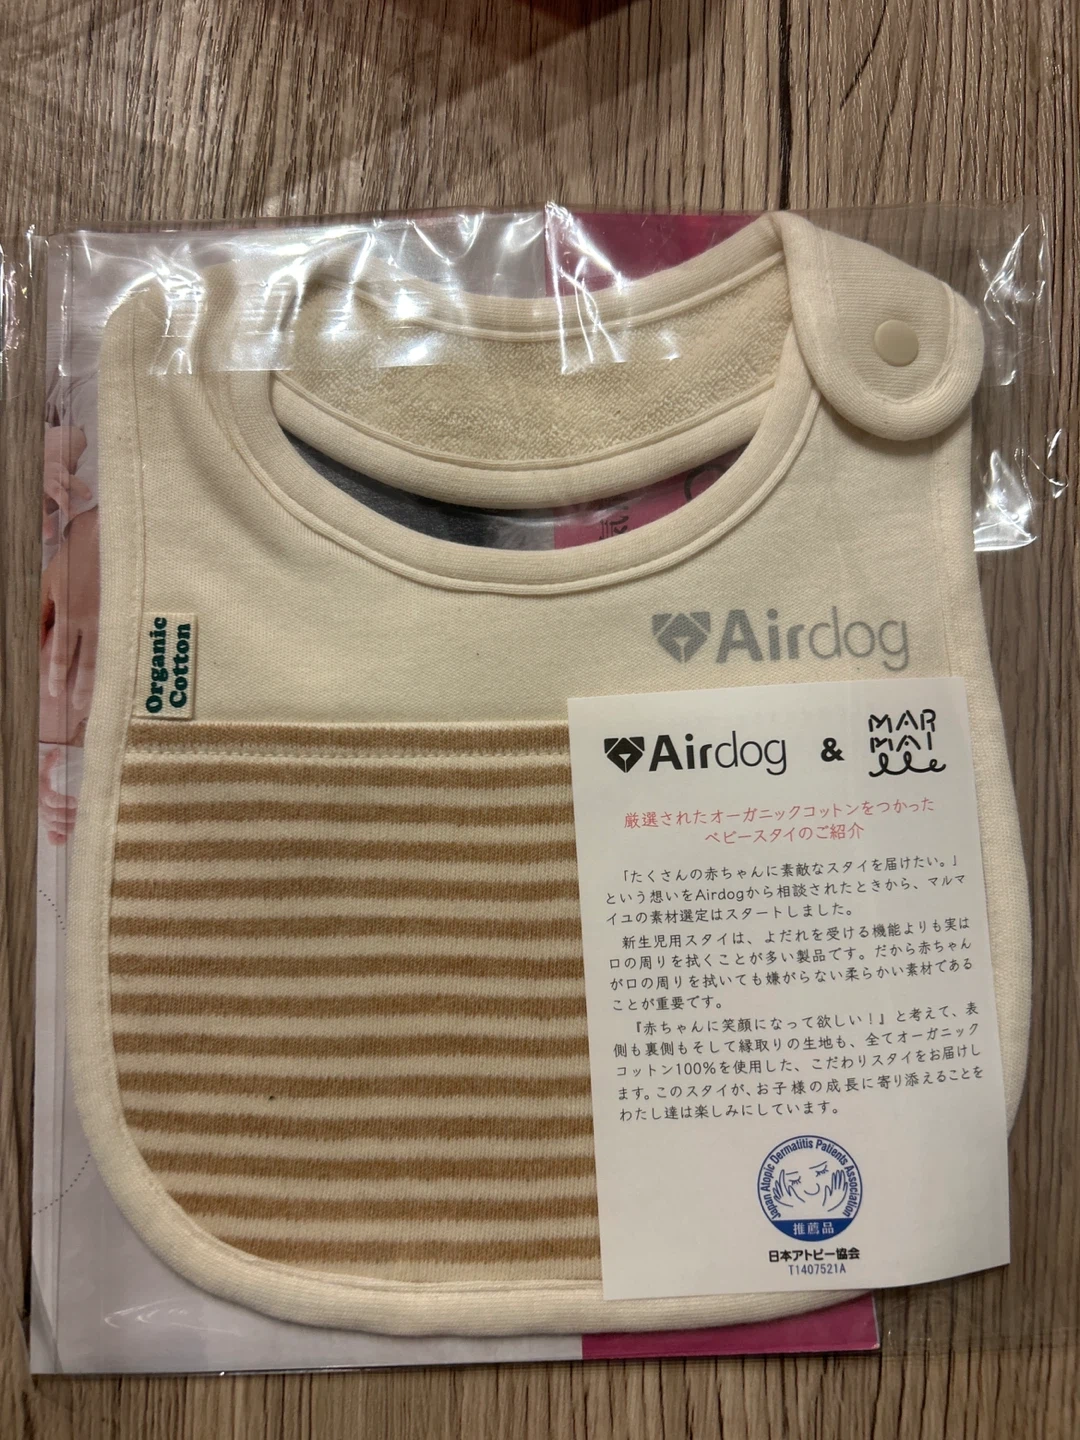 Organic
Cotton
Airdog
Airdog & MAR
MAI
elle
厳選されたオーガニックコットンをつかった
ベビースタイのご紹介
「たくさんの赤ちゃんに素敵なスタイを届けたい。」
という想いをAirdogから相談されたときから、マルマ
イユの素材選定はスタートしました。
新生児用スタイは、よだれを受ける機能よりも実は
口の周りを拭くことが多い製品です。だから赤ちゃん
が口の周りを拭いても嫌がらない柔らかい素材である
ことが重要です。
『赤ちゃんに笑顔になって欲しい！』と考えて、表
側も裏側もそして縁取りの生地も、全てオーガニック
コットン100%を使用した、こだわりスタイをお届けし
ます。このスタイが、お子様の成長に寄り添えることを
わたし達は楽しみにしています。
Japan Atopic Dermatitis Patients Association
推薦品
日本アトピー協会
T1407521A